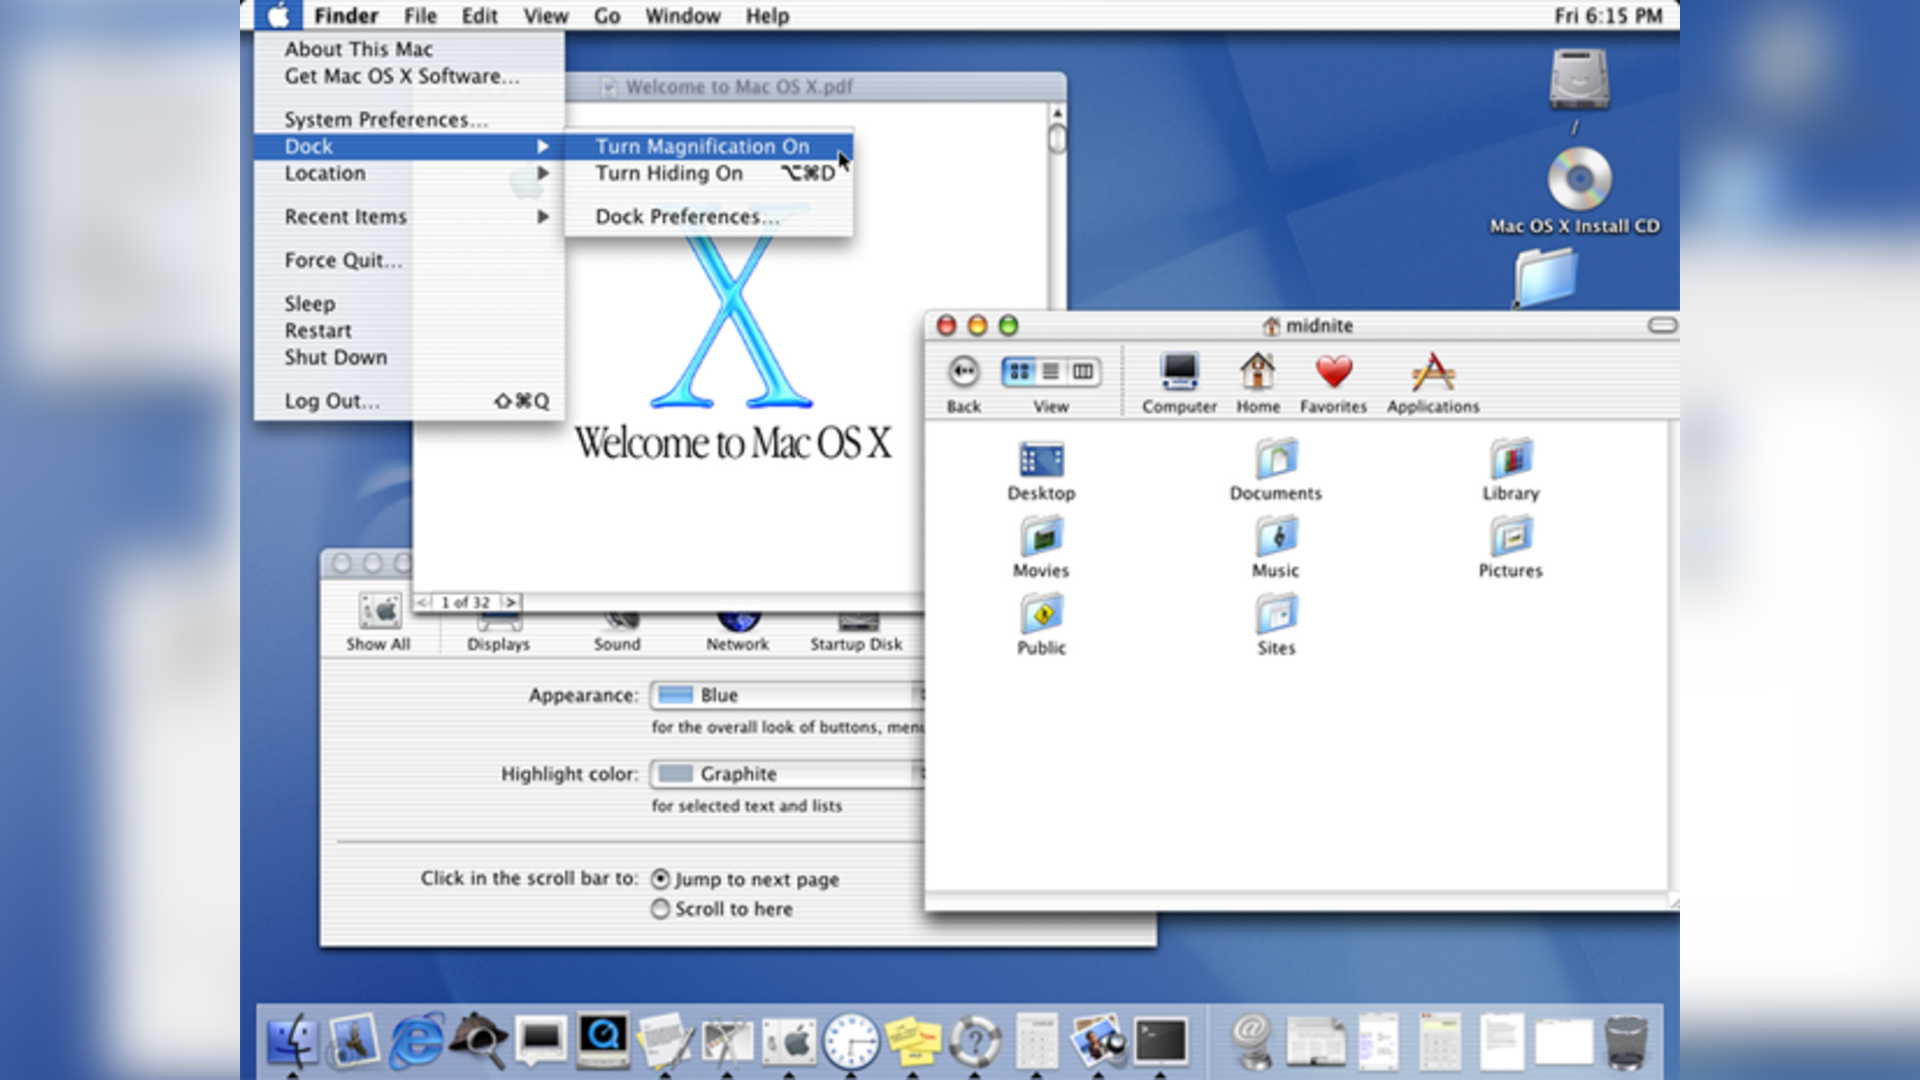 Finder File Edit View Go Window Help Fri 6:15 PM
About This Mac
Get Mac OS X Software...
System Preferences...
Dock
Location
Recent Items
Force Quit...
Sleep
Restart
Shut Down
Log Out... ⇧⌘Q
Turn Magnification On
Turn Hiding On ⌥⌘D
Dock Preferences...
Welcome to Mac OS X.pdf
X
Welcome to Mac OS X
1 of 32
/
Mac OS X Install CD
midnite
Back View Computer Home Favorites Applications
Desktop Documents Library
Movies Music Pictures
Public Sites
Show All Displays Sound Network Startup Disk
Appearance: Blue
for the overall look of buttons, menu
Highlight color: Graphite
for selected text and lists
Click in the scroll bar to: Jump to next page
Scroll to here